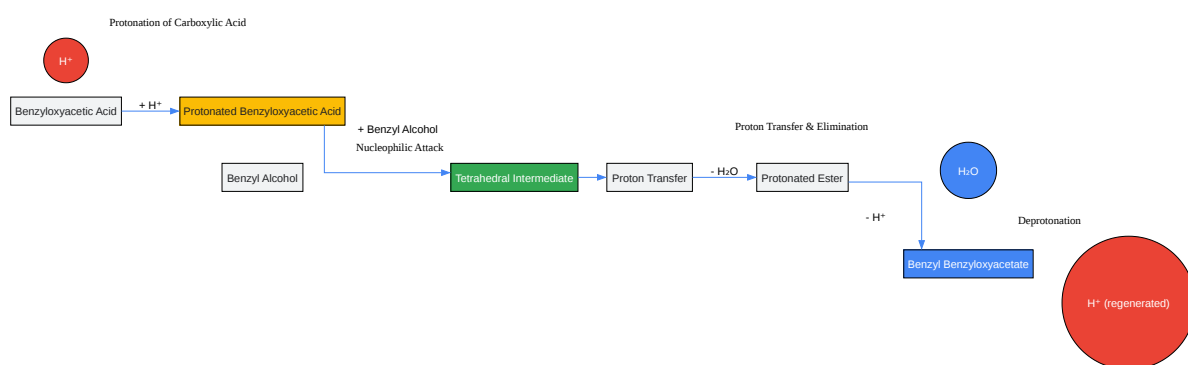 Protonation of Carboxylic Acid
H⁺
Benzyloxyacetic Acid
+ H⁺
Protonated Benzyloxyacetic Acid
+ Benzyl Alcohol
Nucleophilic Attack
Benzyl Alcohol
Tetrahedral Intermediate
Proton Transfer
Proton Transfer & Elimination
- H₂O
Protonated Ester
H₂O
- H⁺
Deprotonation
Benzyl Benzyloxyacetate
H⁺ (regenerated)